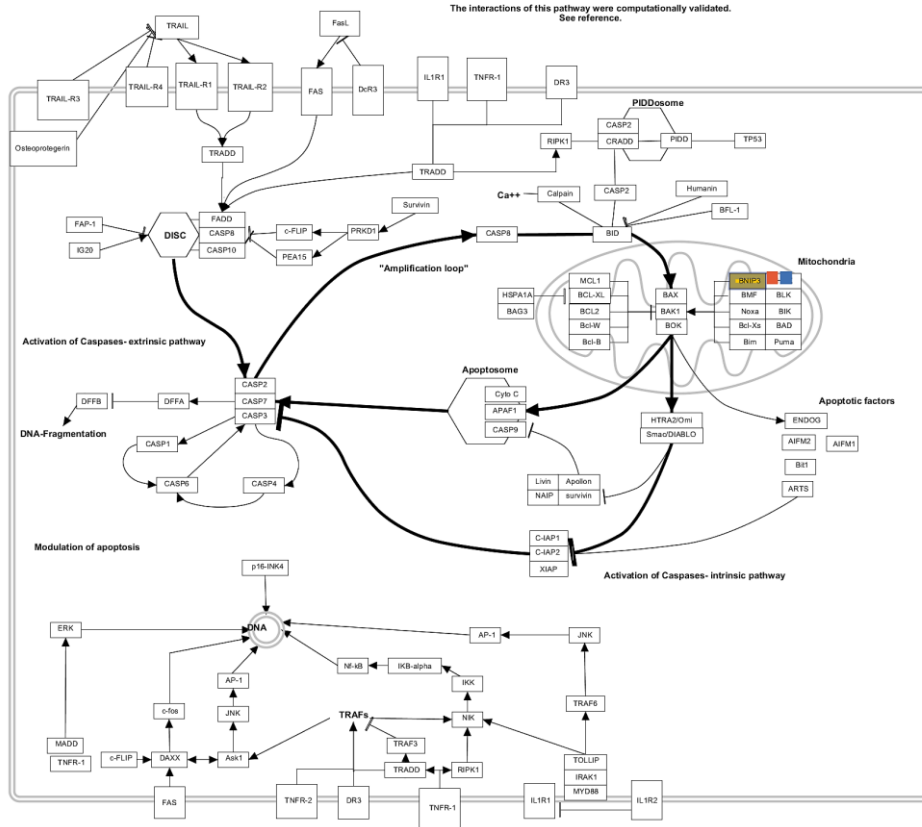 The interactions of this pathway were computationally validated.
See reference.
TRAIL
FasL
TRAIL-R3
TRAIL-R4
TRAIL-R1
TRAIL-R2
FAS
DcR3
IL1R1
TNFR-1
DR3
Osteoprotegerin
TRADD
TRADD
PIDDosome
CASP2
RIPK1
CRADD
PIDD
TP53
Ca++
Calpain
CASP2
Humanin
BFL-1
FAP-1
IG20
DISC
FADD
CASP8
CASP10
c-FLIP
PEA15
PRKD1
Survivin
CASP8
BID
"Amplification loop"
Mitochondria
HSPA1A
BAG3
MCL1
BCL-XL
BCL2
Bcl-W
Bcl-B
BAX
BAK1
BOK
BNIP3
BMF
BLK
Noxa
BIK
Bcl-Xs
BAD
Bim
Puma
Activation of Caspases- extrinsic pathway
CASP2
CASP7
CASP3
DFFB
DFFA
DNA-Fragmentation
CASP1
CASP6
CASP4
Apoptosome
Cyto C
APAF1
CASP9
HTRA2/Omi
Smac/DIABLO
Apoptotic factors
ENDOG
AIFM2
AIFM1
Bit1
ARTS
Livin
Apollon
NAIP
survivin
C-IAP1
C-IAP2
XIAP
Activation of Caspases- intrinsic pathway
Modulation of apoptosis
p16-INK4
DNA
ERK
AP-1
JNK
Nf-kB
IKB-alpha
IKK
AP-1
JNK
c-fos
TRAFs
NIK
TRAF6
MADD
TNFR-1
c-FLIP
DAXX
Ask1
TRAF3
TRADD
RIPK1
TOLLIP
IRAK1
MYD88
FAS
TNFR-2
DR3
TNFR-1
IL1R1
IL1R2